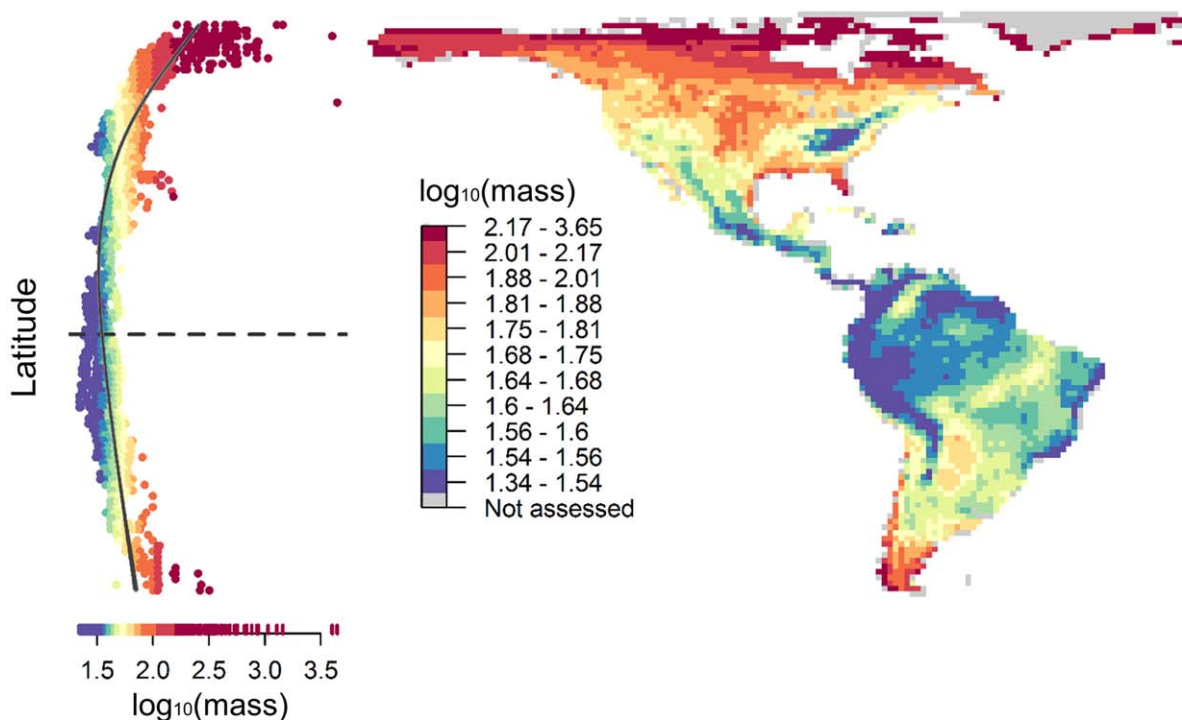 Latitude
log₁₀(mass)
2.17 - 3.65
2.01 - 2.17
1.88 - 2.01
1.81 - 1.88
1.75 - 1.81
1.68 - 1.75
1.64 - 1.68
1.6 - 1.64
1.56 - 1.6
1.54 - 1.56
1.34 - 1.54
Not assessed
1.5 2.0 2.5 3.0 3.5
log₁₀(mass)